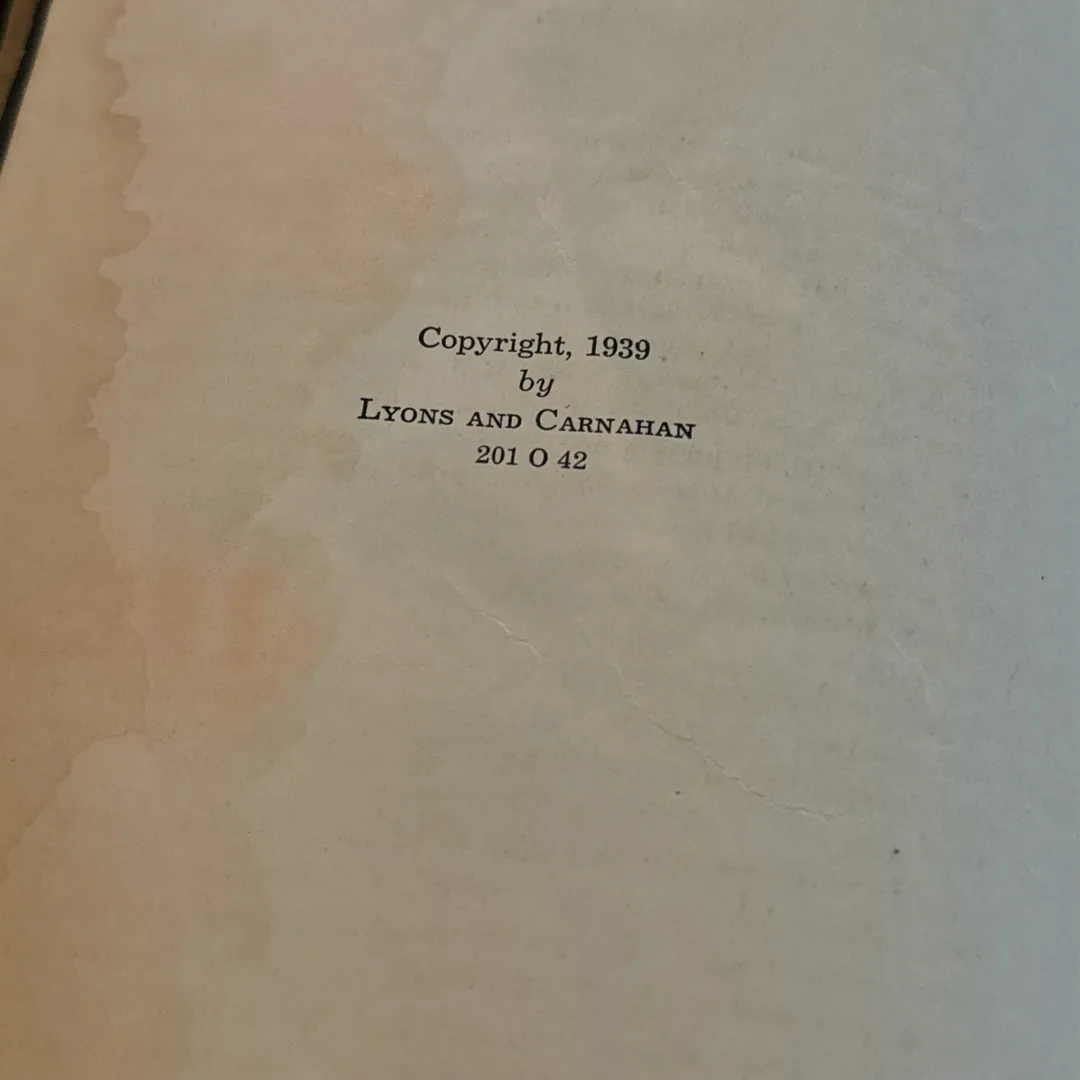 Copyright, 1939
by
LYONS AND CARNAHAN
201 O 42